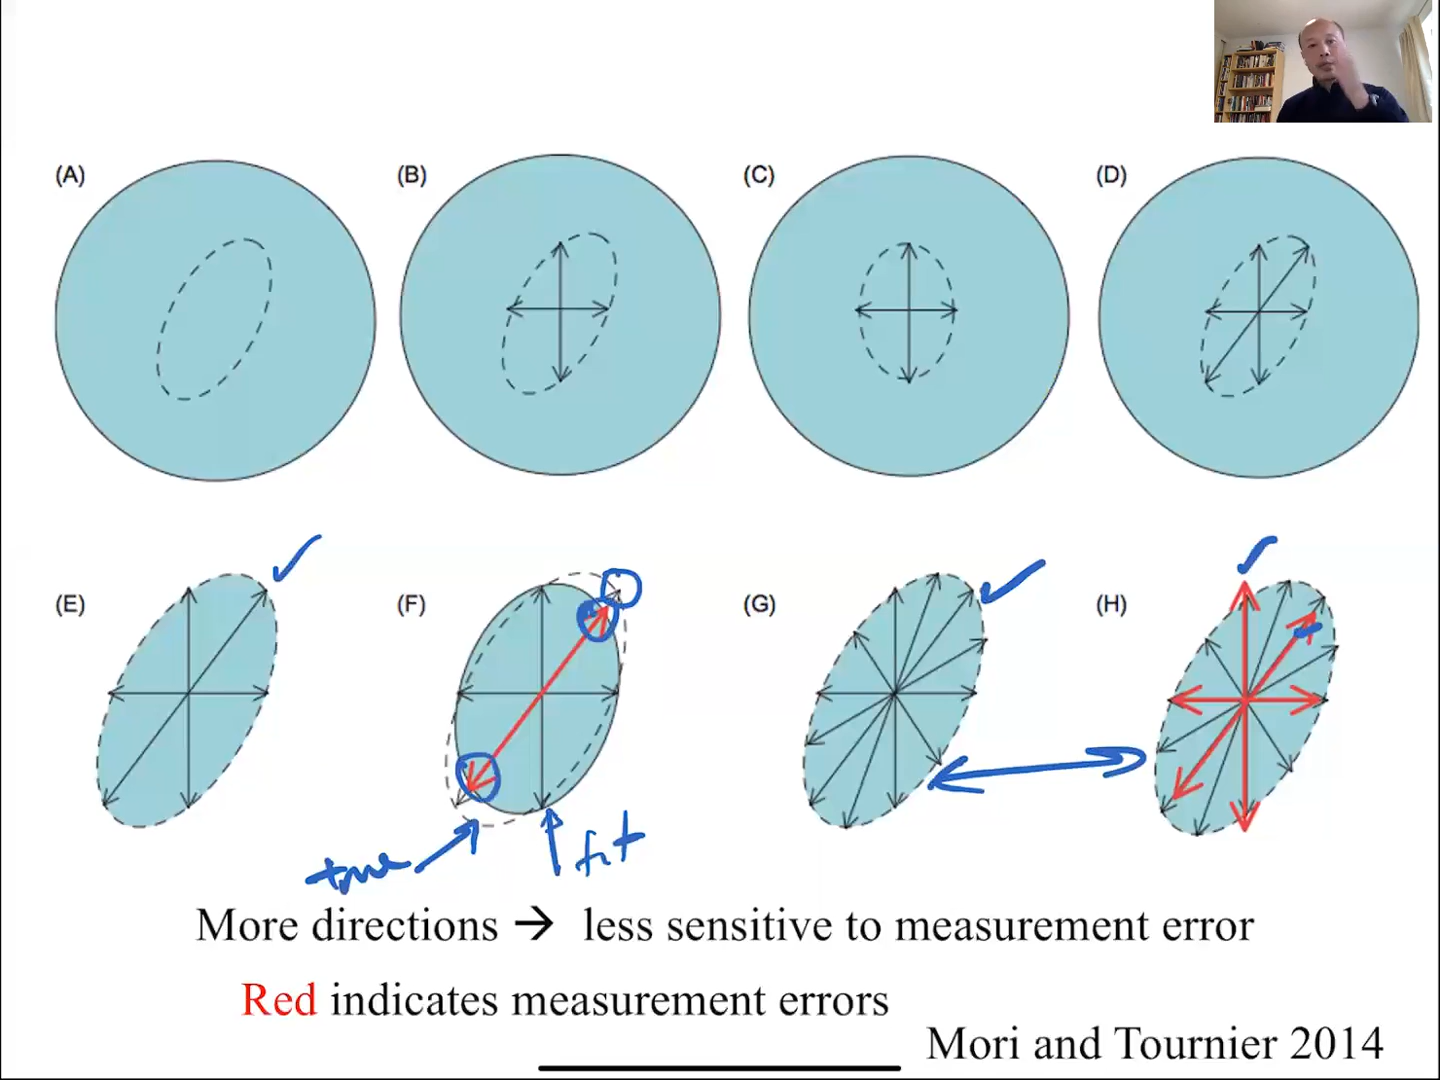 (A)
(B)
(C)
(D)
(E)
(F)
(G)
(H)
true
fit
More directions → less sensitive to measurement error
Red indicates measurement errors
Mori and Tournier 2014